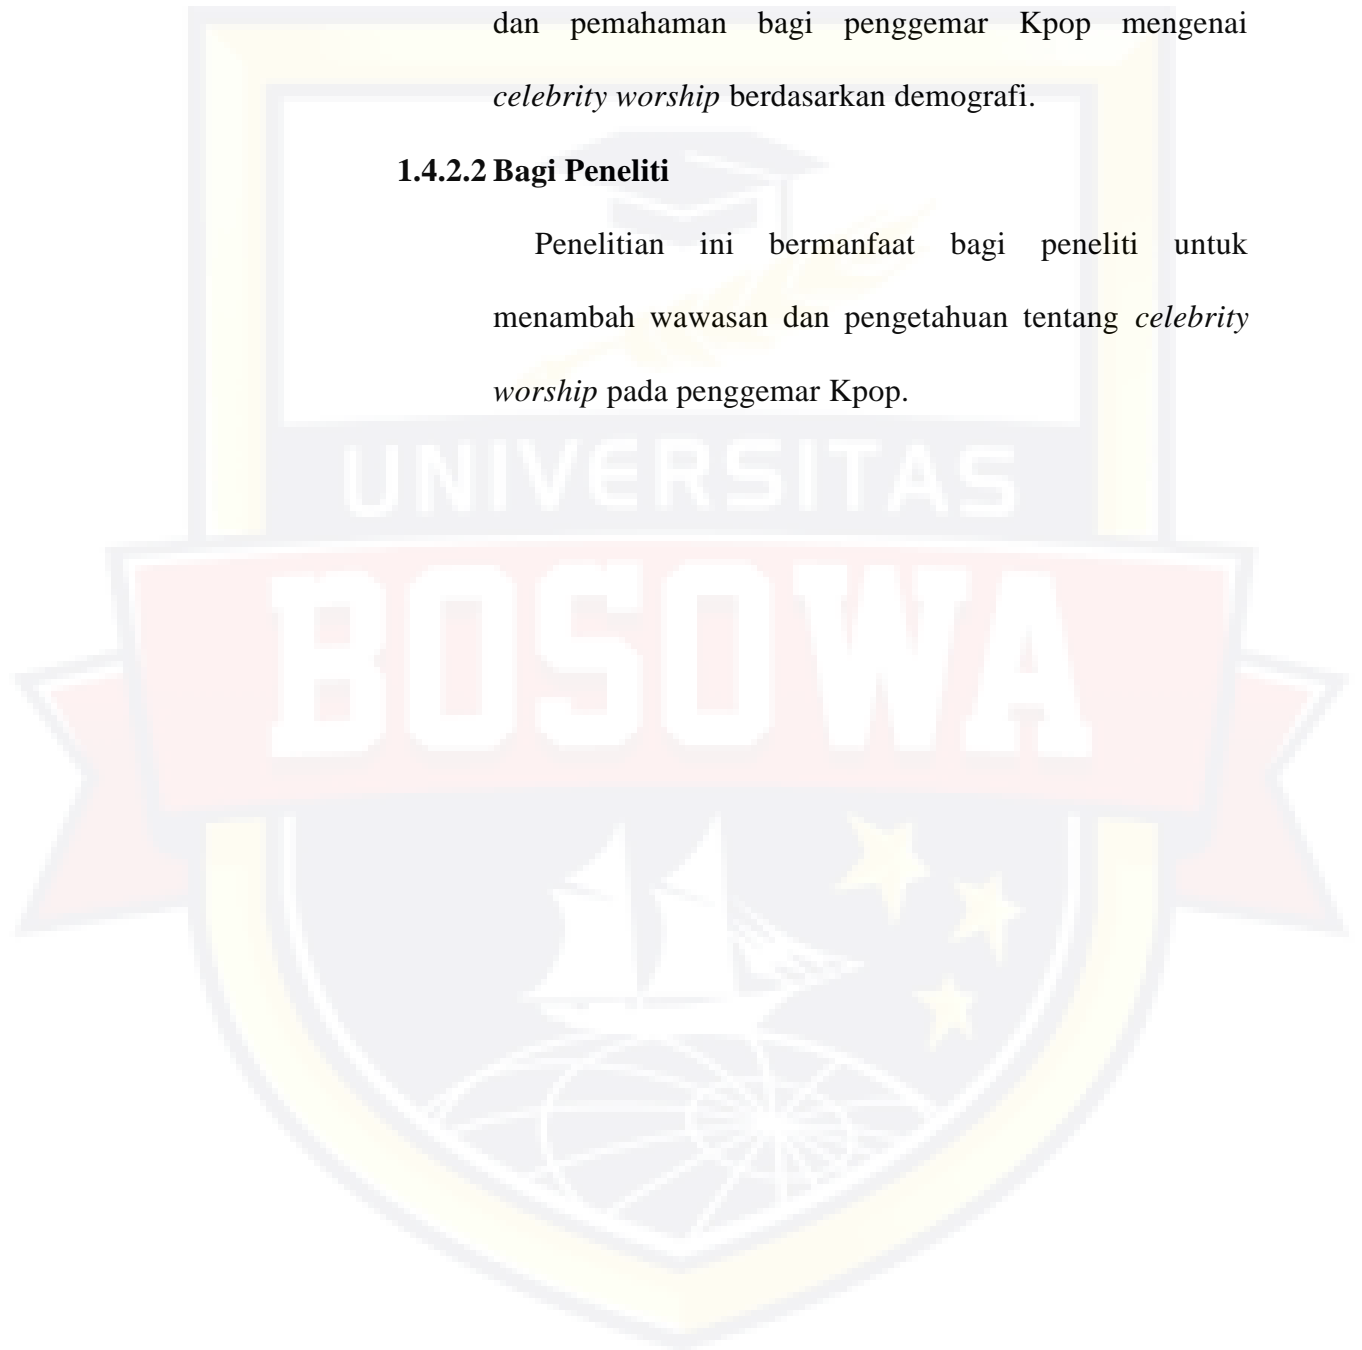 dan pemahaman bagi penggemar Kpop mengenai
celebrity worship berdasarkan demografi.
1.4.2.2 Bagi Peneliti
Penelitian ini bermanfaat bagi peneliti untuk
menambah wawasan dan pengetahuan tentang celebrity
worship pada penggemar Kpop.
UNIVERSITAS
BOSOWA